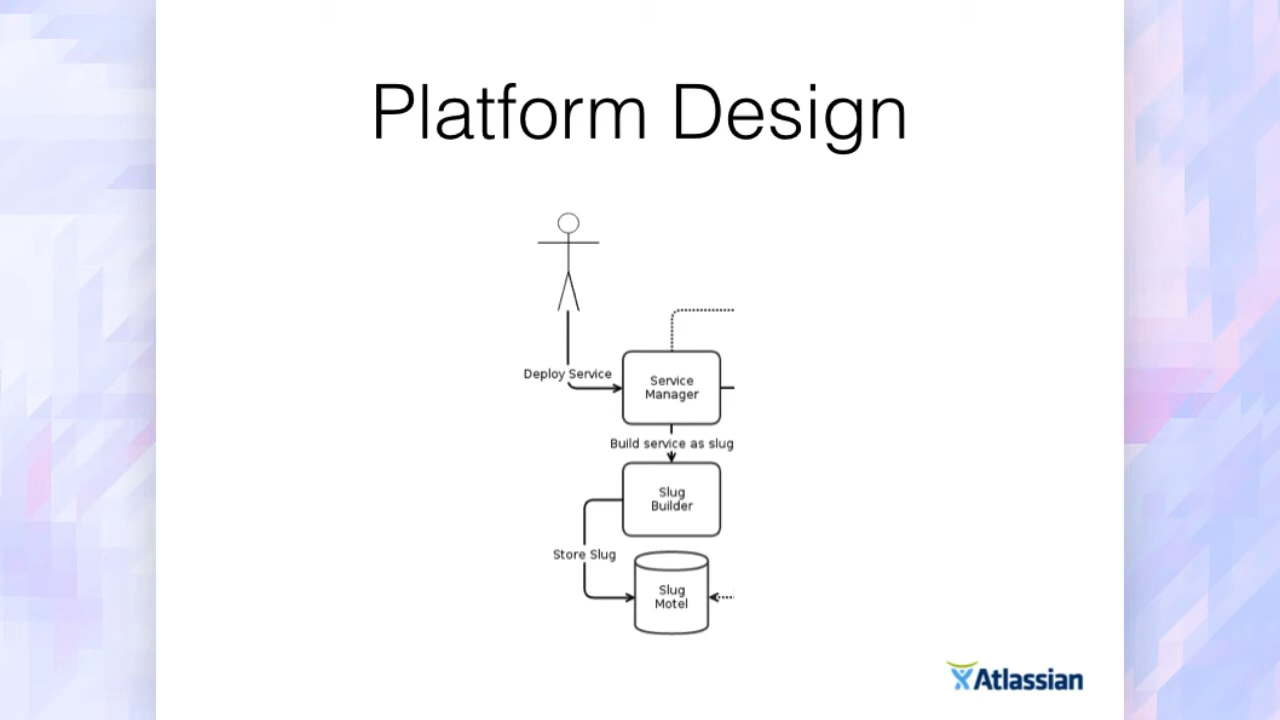 Platform Design
Deploy Service
Service
Manager
Build service as slug
Slug
Builder
Store Slug
Slug
Motel
Atlassian